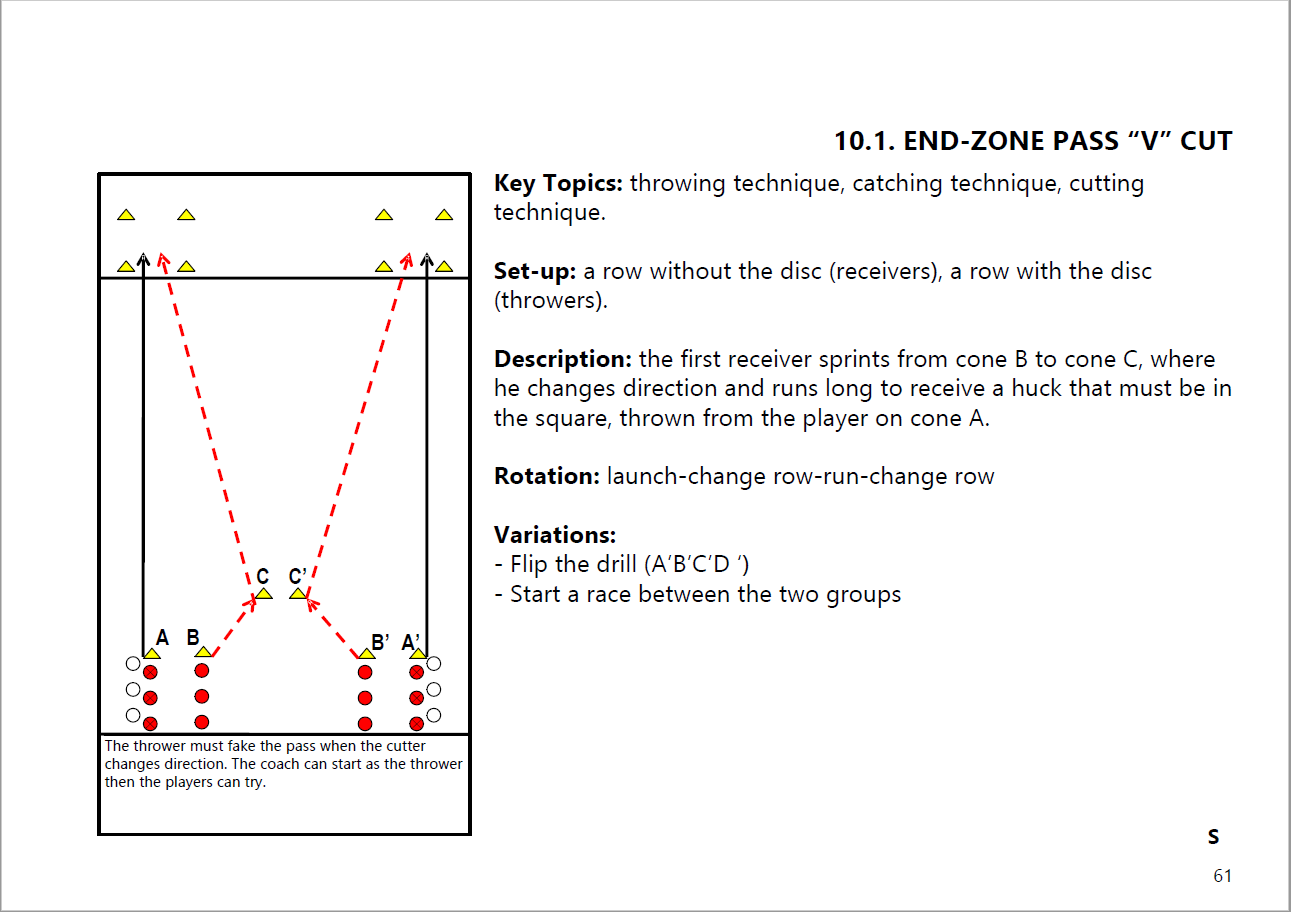 10.1. END-ZONE PASS “V” CUT
Key Topics: throwing technique, catching technique, cutting
technique.
Set-up: a row without the disc (receivers), a row with the disc
(throwers).
Description: the first receiver sprints from cone B to cone C, where
he changes direction and runs long to receive a huck that must be in
the square, thrown from the player on cone A.
Rotation: launch-change row-run-change row
Variations:
- Flip the drill (A’B’C’D ‘)
- Start a race between the two groups
C C’
A B B’ A’
The thrower must fake the pass when the cutter
changes direction. The coach can start as the thrower
then the players can try.
S
61